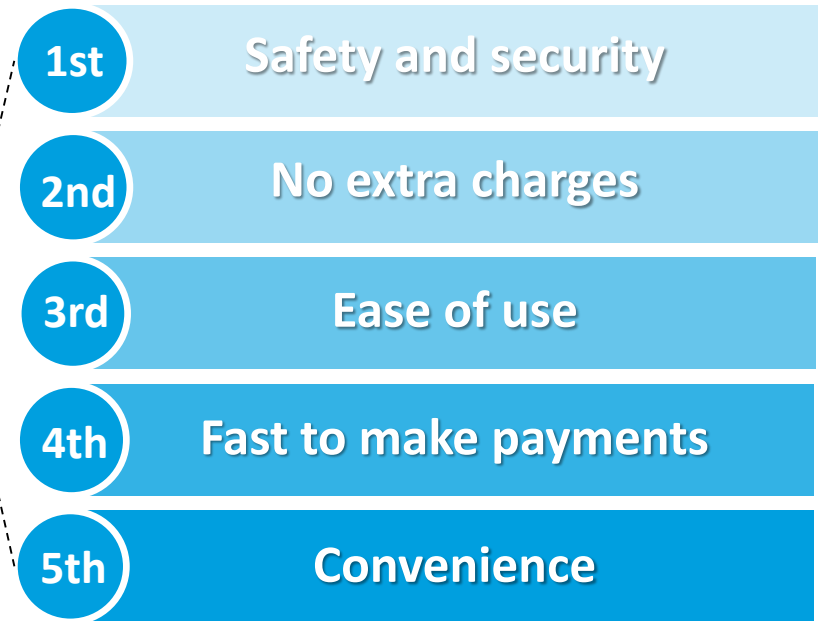 1st Safety and security
2nd No extra charges
3rd Ease of use
4th Fast to make payments
5th Convenience